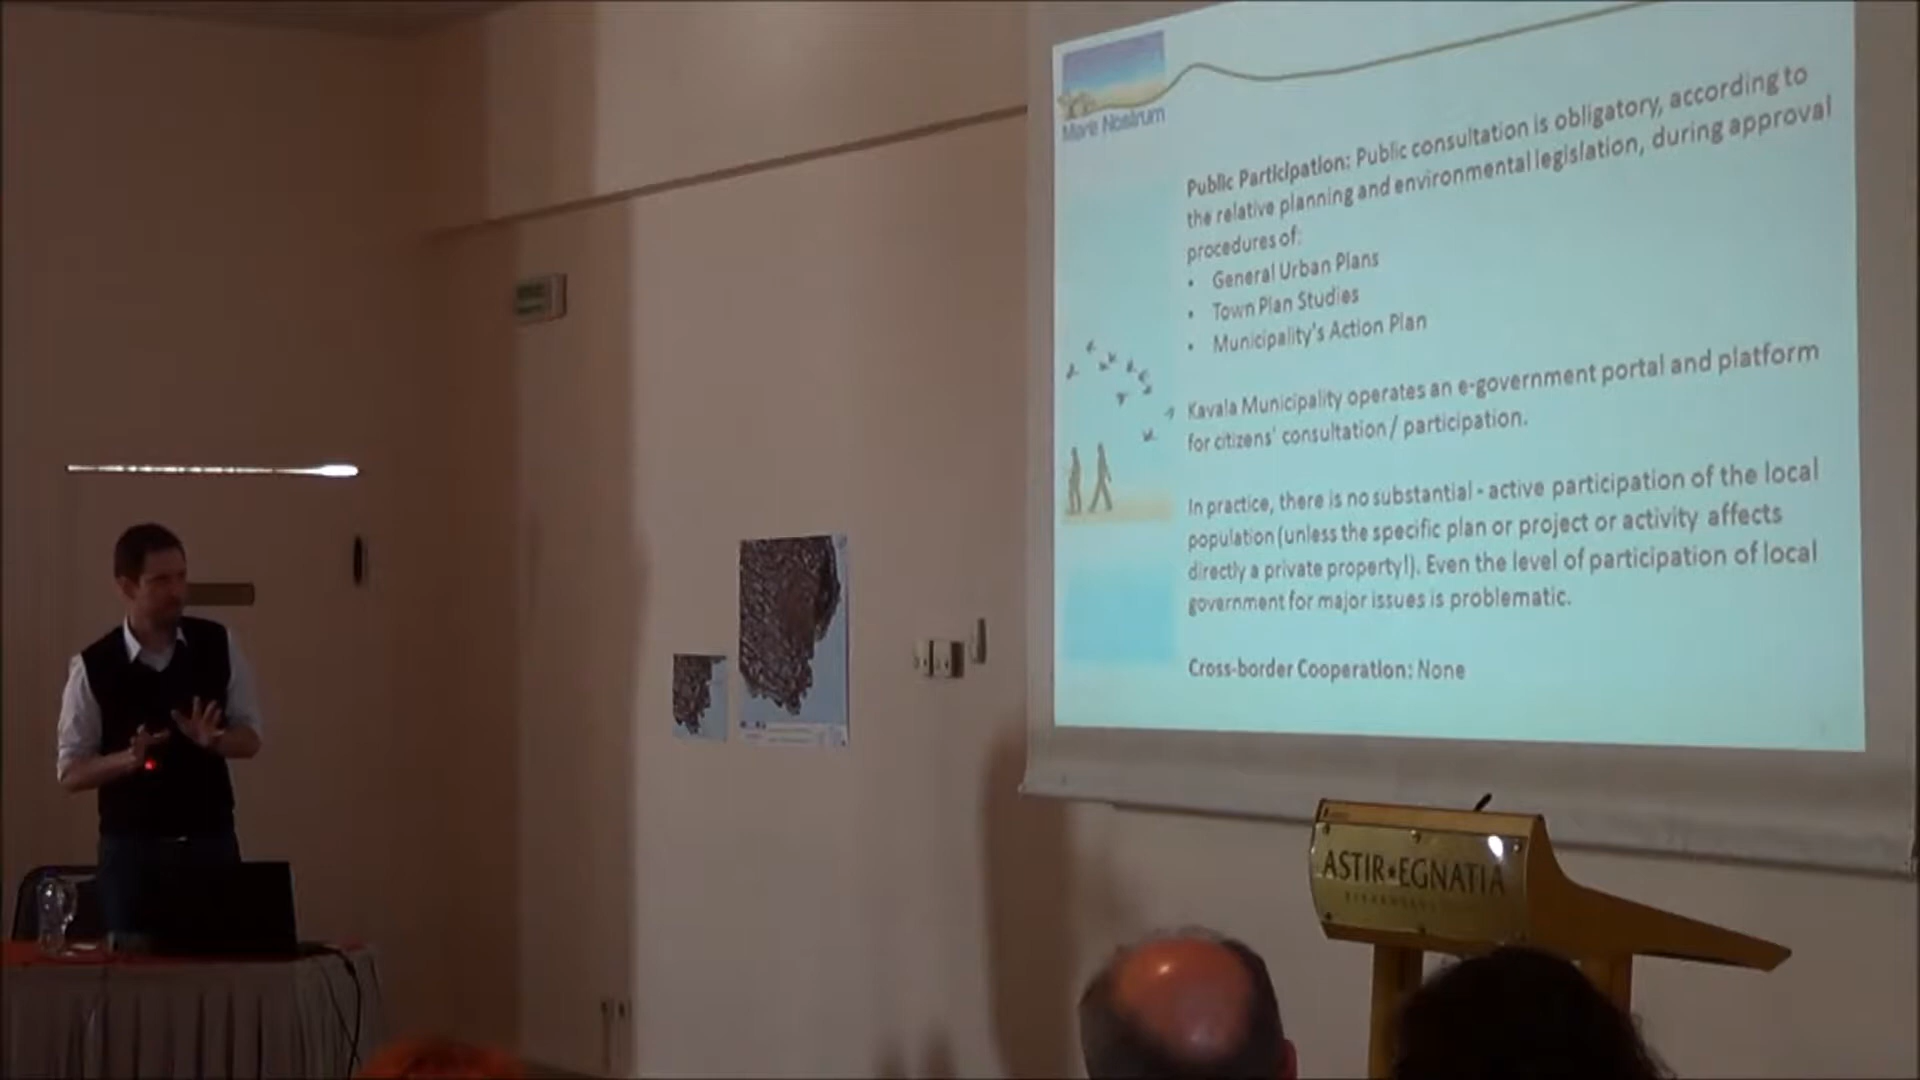 Mare Nostrum
Public Participation: Public consultation is obligatory, according to
the relative planning and environmental legislation, during approval
procedures of:
• General Urban Plans
• Town Plan Studies
• Municipality's Action Plan
Kavala Municipality operates an e-government portal and platform
for citizens' consultation / participation.
In practice, there is no substantial - active participation of the local
population (unless the specific plan or project or activity affects
directly a private property!). Even the level of participation of local
government for major issues is problematic.
Cross-border Cooperation: None
ASTIR★EGNATIA